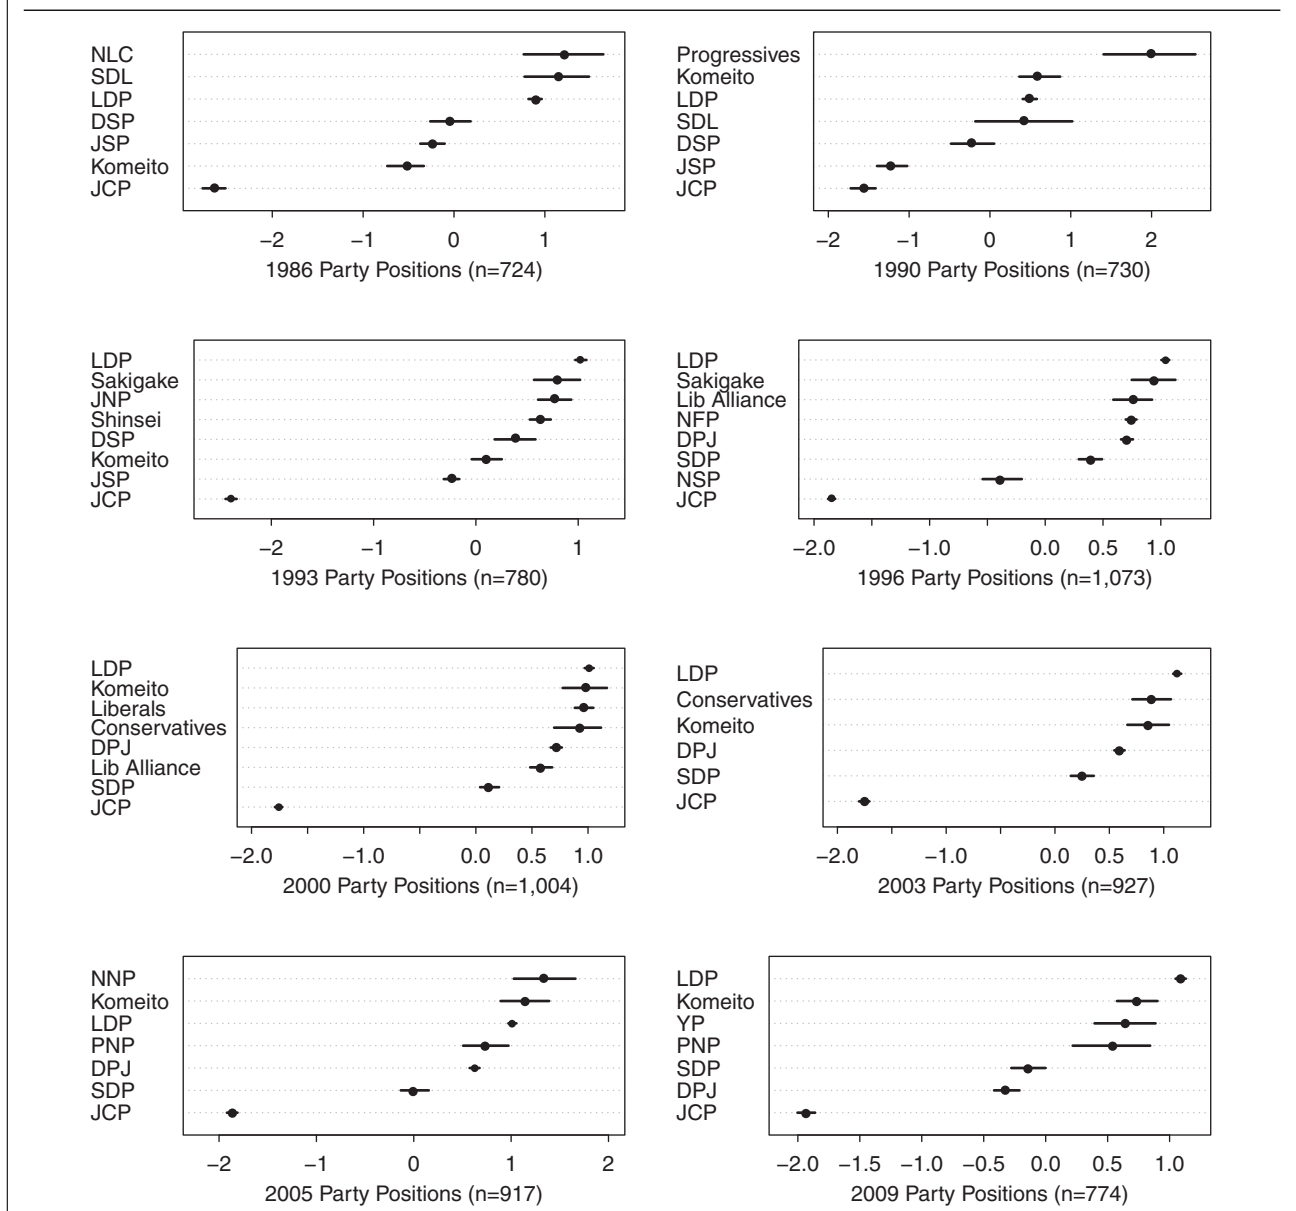 NLC
SDL
LDP
DSP
JSP
Komeito
JCP
−2 −1 0 1
1986 Party Positions (n=724)
Progressives
Komeito
LDP
SDL
DSP
JSP
JCP
−2 −1 0 1 2
1990 Party Positions (n=730)
LDP
Sakigake
JNP
Shinsei
DSP
Komeito
JSP
JCP
−2 −1 0 1
1993 Party Positions (n=780)
LDP
Sakigake
Lib Alliance
NFP
DPJ
SDP
NSP
JCP
−2.0 −1.0 0.0 0.5 1.0
1996 Party Positions (n=1,073)
LDP
Komeito
Liberals
Conservatives
DPJ
Lib Alliance
SDP
JCP
−2.0 −1.0 0.0 0.5 1.0
2000 Party Positions (n=1,004)
LDP
Conservatives
Komeito
DPJ
SDP
JCP
−2.0 −1.0 0.0 0.5 1.0
2003 Party Positions (n=927)
NNP
Komeito
LDP
PNP
DPJ
SDP
JCP
−2 −1 0 1 2
2005 Party Positions (n=917)
LDP
Komeito
YP
PNP
SDP
DPJ
JCP
−2.0 −1.5 −1.0 −0.5 0.0 0.5 1.0
2009 Party Positions (n=774)